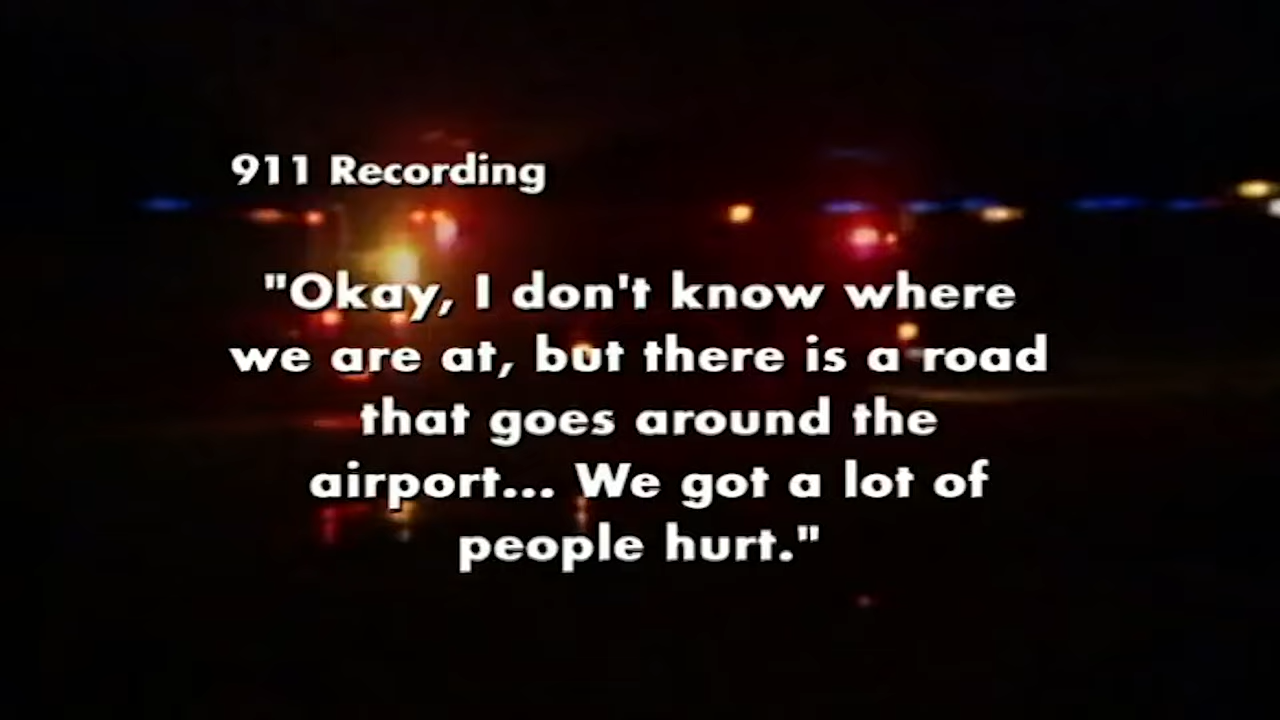 911 Recording
"Okay, I don't know where
we are at, but there is a road
that goes around the
airport... We got a lot of
people hurt."